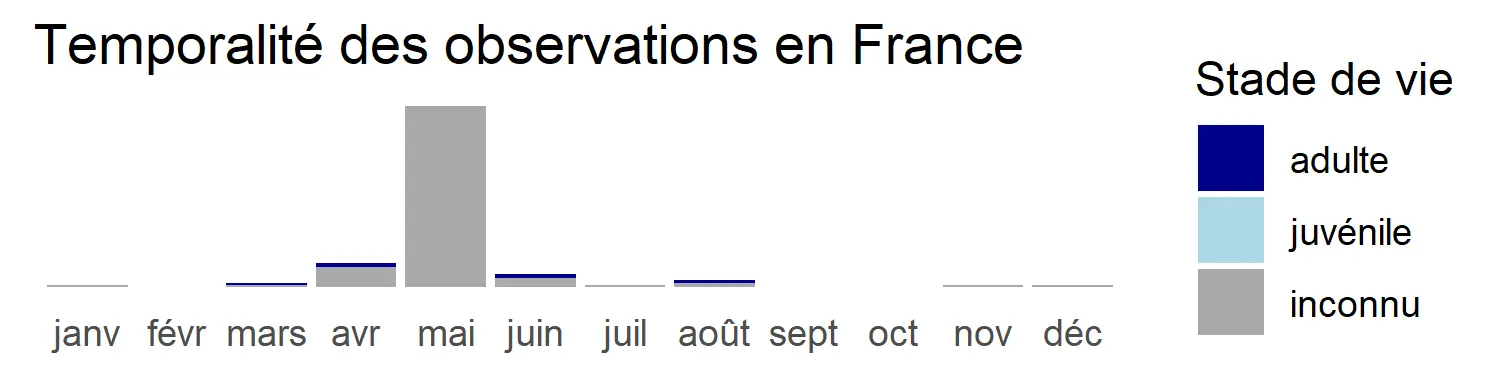 Temporalité des observations en France
janv févr mars avr mai juin juil août sept oct nov déc
Stade de vie
adulte
juvénile
inconnu